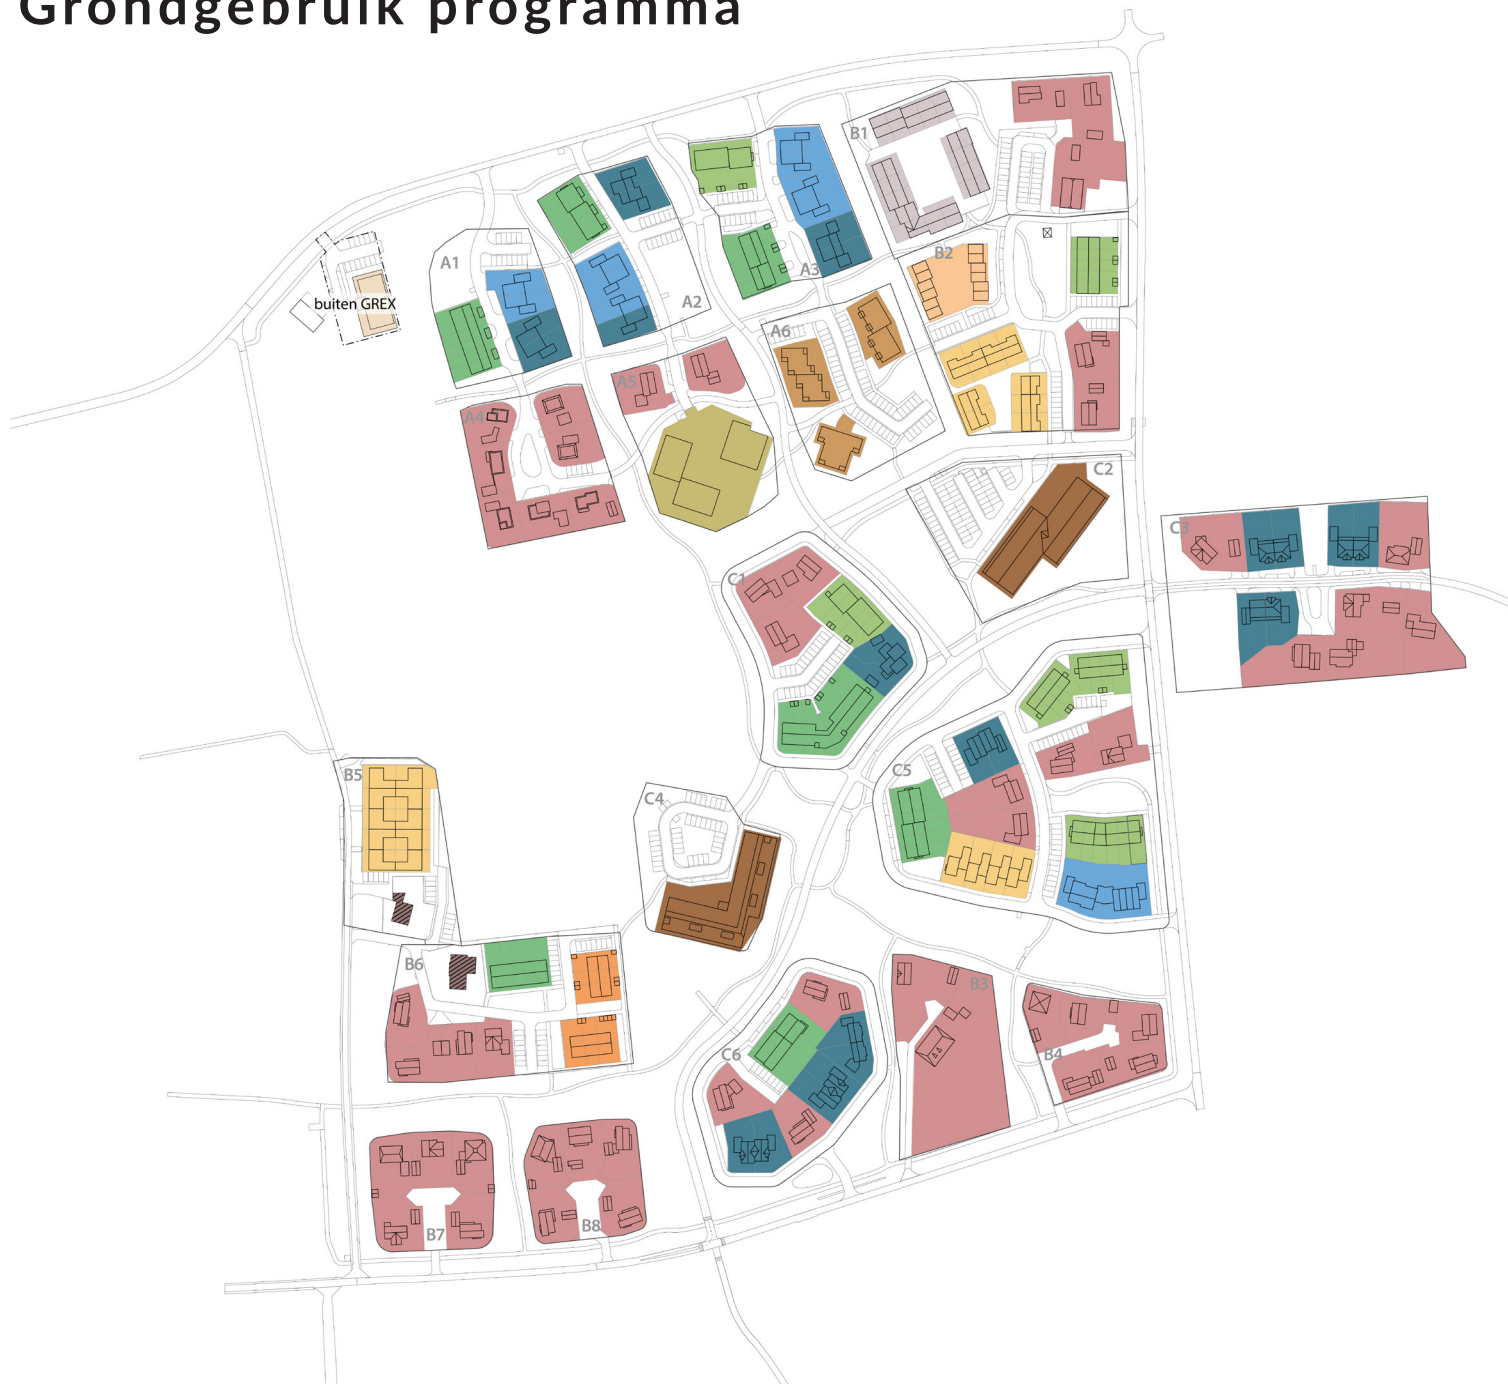 Grondgebruik programma
B1
A1
A3
B2
buiten GREX
A2
A6
A5
A4
C2
C3
C1
B5
C5
C4
B6
B3
C6
B4
B7
B8